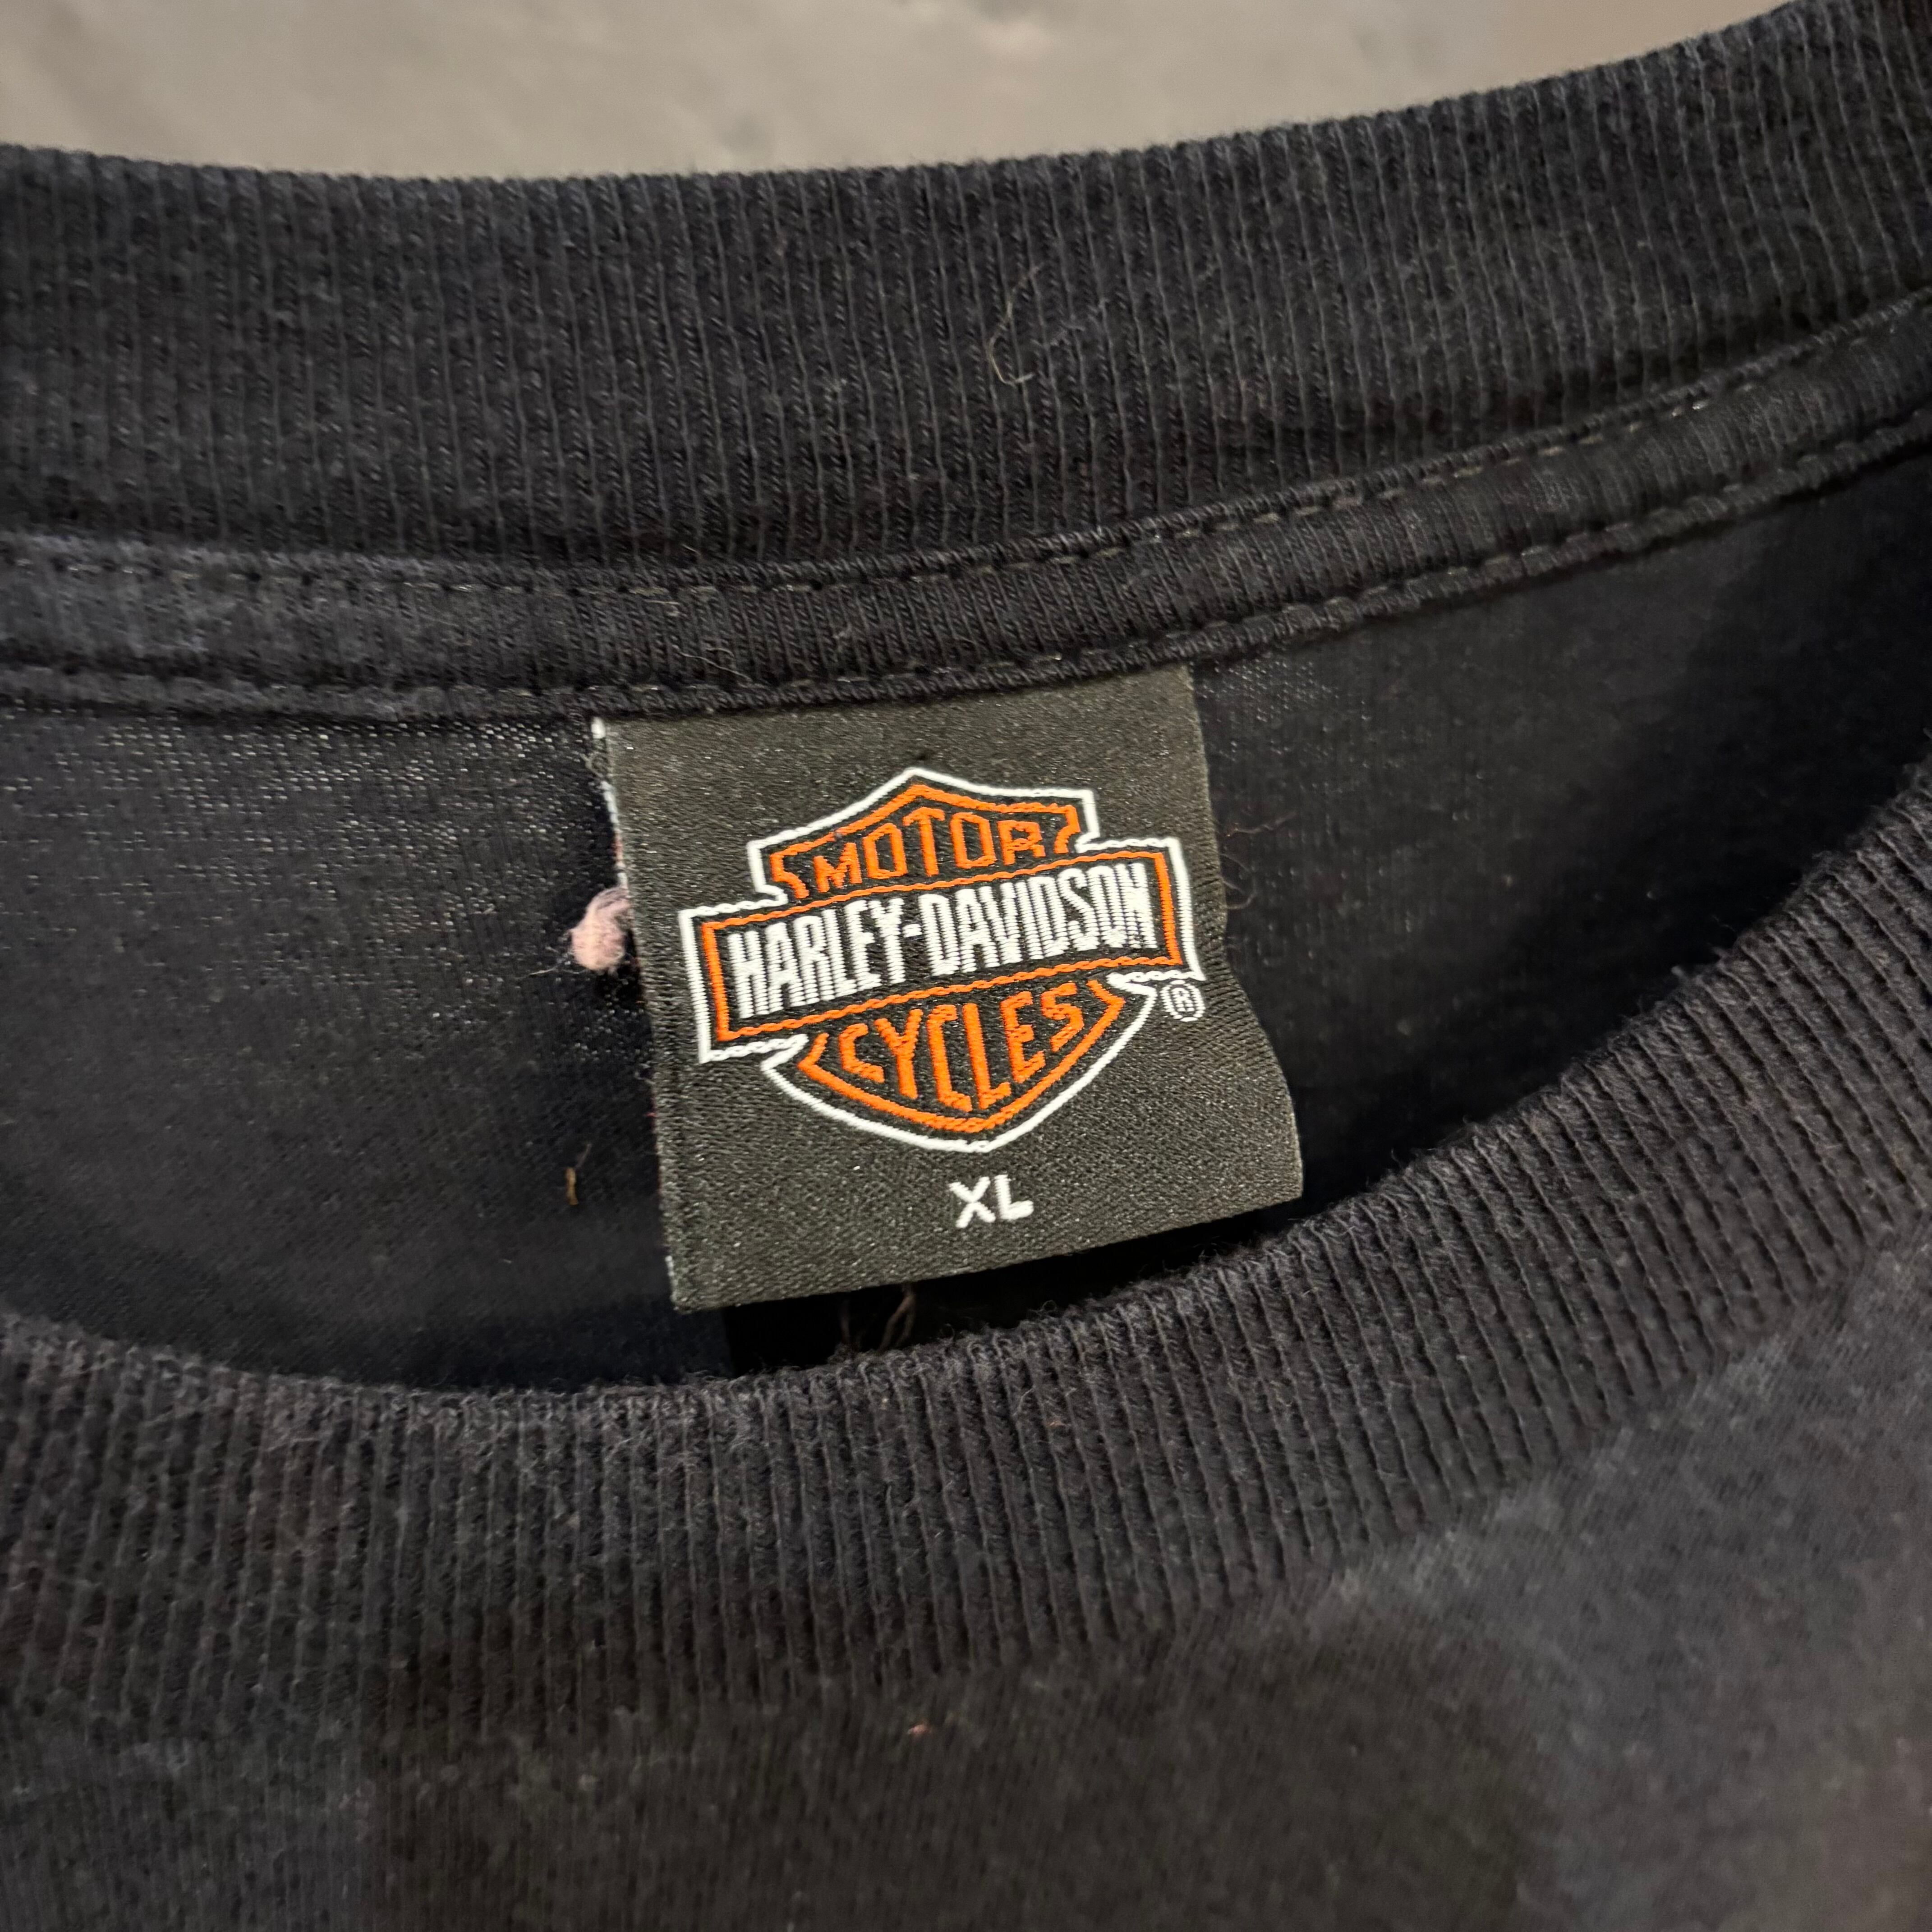 MOTOR
HARLEY-DAVIDSON
CYCLES
®
XL